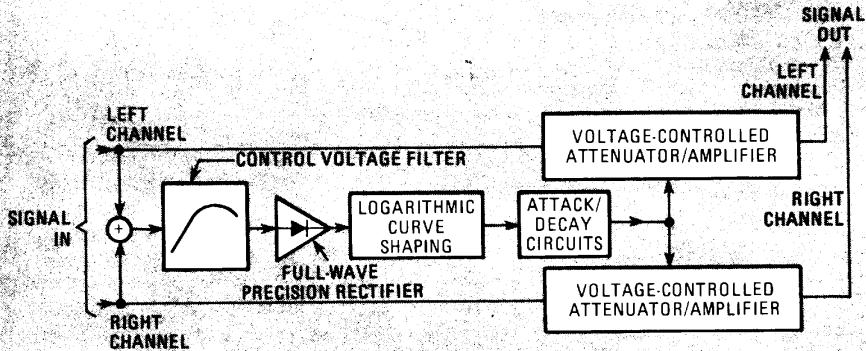 SIGNAL
OUT
LEFT
CHANNEL
LEFT
CHANNEL
VOLTAGE-CONTROLLED
ATTENUATOR/AMPLIFIER
CONTROL VOLTAGE FILTER
RIGHT
CHANNEL
SIGNAL
IN
+
LOGARITHMIC
CURVE
SHAPING
ATTACK/
DECAY
CIRCUITS
FULL-WAVE
PRECISION RECTIFIER
VOLTAGE-CONTROLLED
ATTENUATOR/AMPLIFIER
RIGHT
CHANNEL